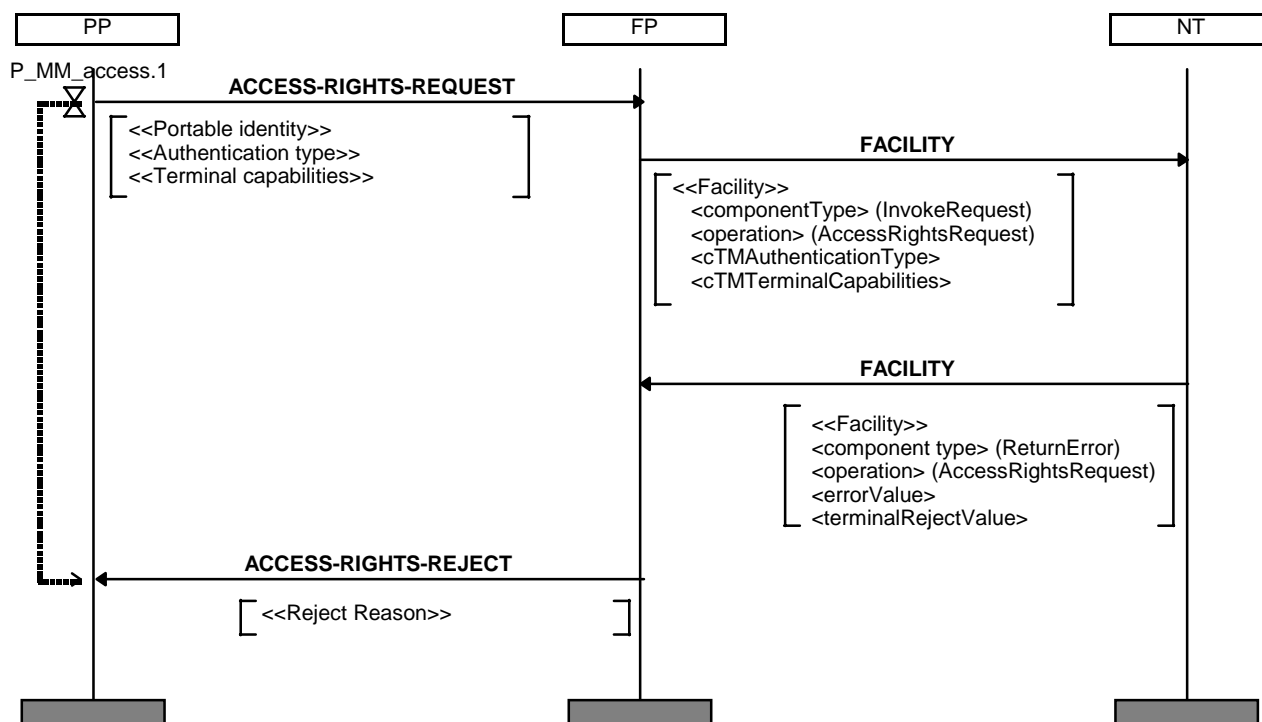 PP
FP
NT
P_MM_access.1
ACCESS-RIGHTS-REQUEST
<<Portable identity>>
<<Authentication type>>
<<Terminal capabilities>>
FACILITY
<<Facility>>
<componentType> (InvokeRequest)
<operation> (AccessRightsRequest)
<cTMAuthenticationType>
<cTMTerminalCapabilities>
FACILITY
<<Facility>>
<component type> (ReturnError)
<operation> (AccessRightsRequest)
<errorValue>
<terminalRejectValue>
ACCESS-RIGHTS-REJECT
<<Reject Reason>>